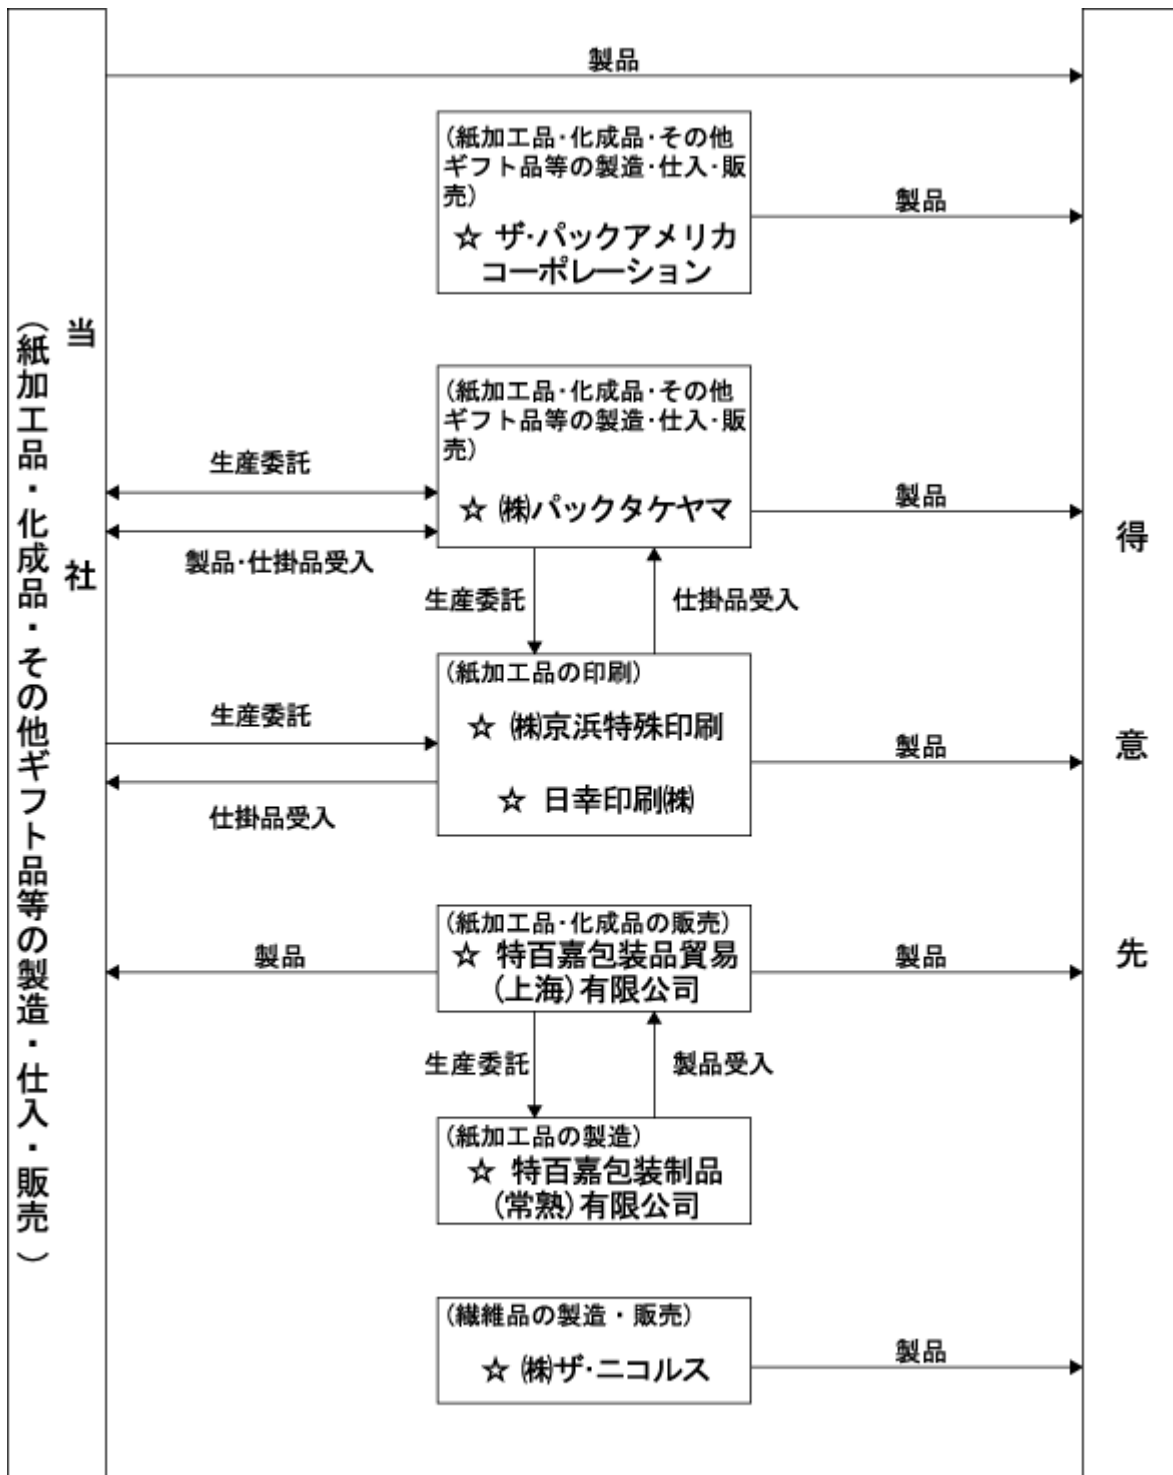 当社
（紙加工品・化成品・その他ギフト品等の製造・仕入・販売）
製品
(紙加工品・化成品・その他
ギフト品等の製造・仕入・販
売)
☆ ザ・パックアメリカ
コーポレーション
製品
(紙加工品・化成品・その他
ギフト品等の製造・仕入・販
売)
☆ ㈱パックタケヤマ
生産委託
製品・仕掛品受入
製品
生産委託
仕掛品受入
(紙加工品の印刷)
☆ ㈱京浜特殊印刷
☆ 日幸印刷㈱
生産委託
仕掛品受入
製品
(紙加工品・化成品の販売)
☆ 特百嘉包装品貿易
(上海)有限公司
製品
製品
生産委託
製品受入
(紙加工品の製造)
☆ 特百嘉包装制品
(常熟)有限公司
(繊維品の製造・販売)
☆ ㈱ザ・ニコルス
製品
得意先